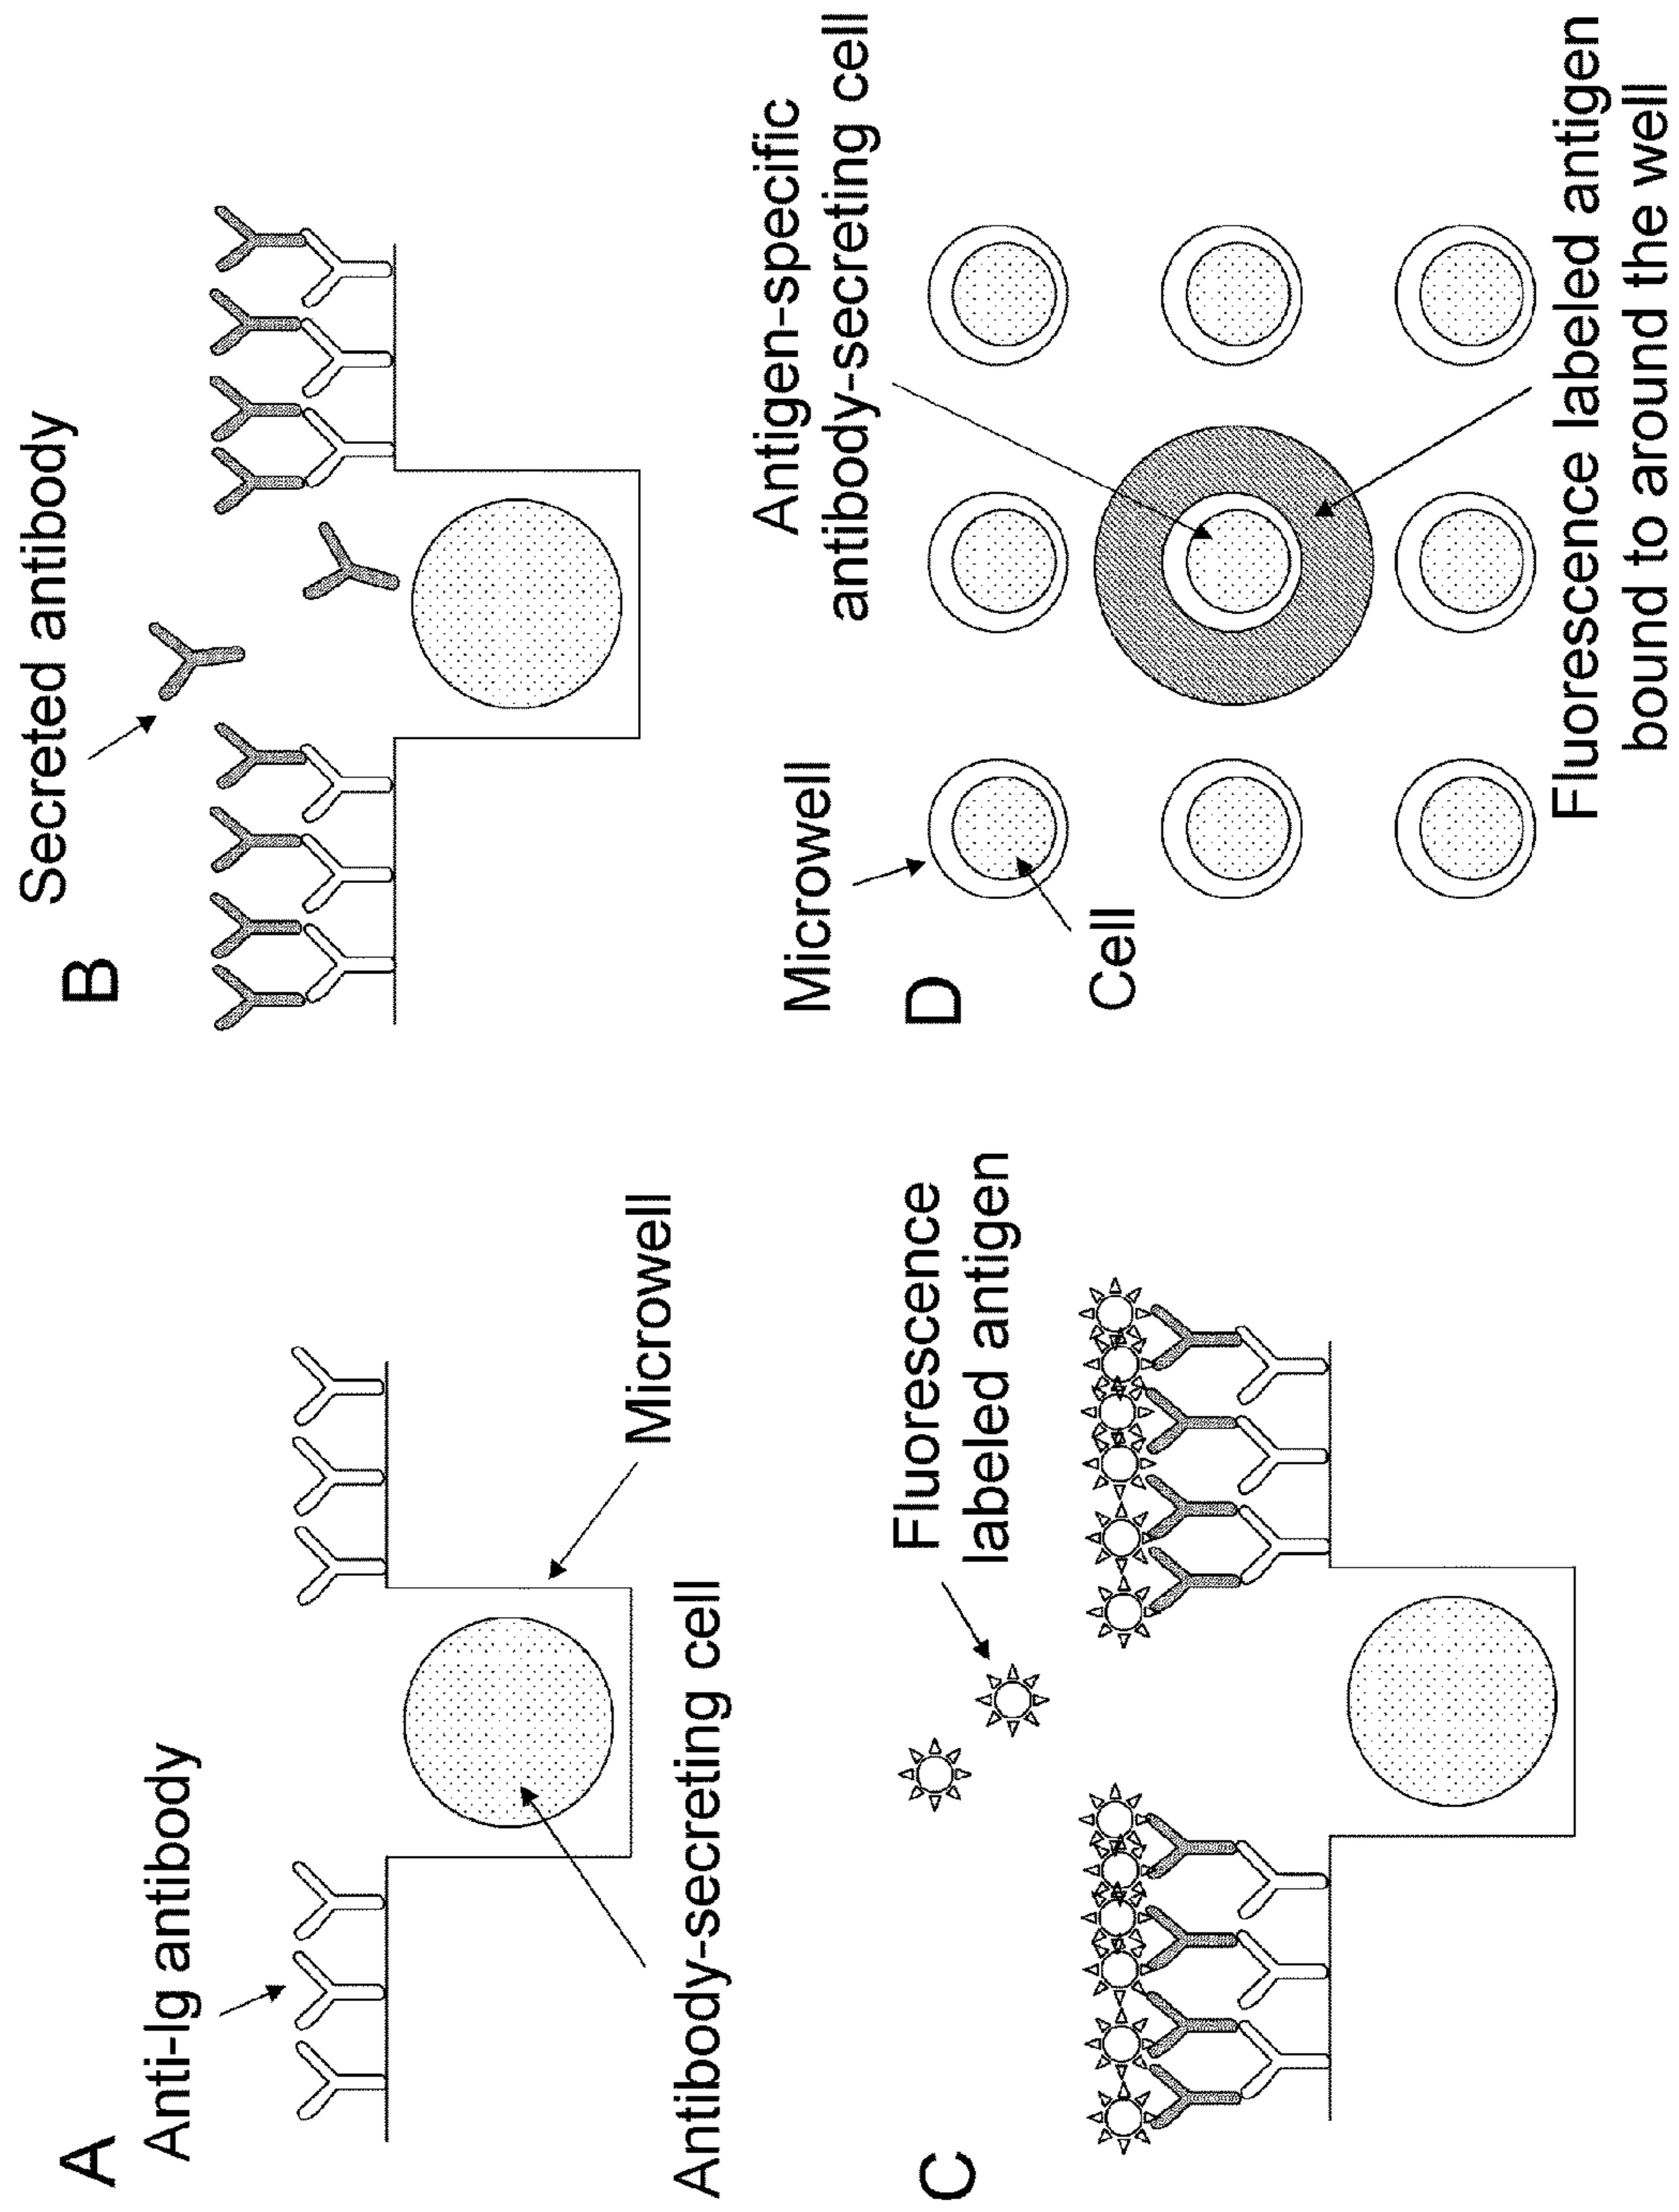 A
Anti-Ig antibody
Microwell
Antibody-secreting cell
B
Secreted antibody
C
Fluorescence
labeled antigen
D
Microwell
Cell
Antigen-specific
antibody-secreting cell
Fluorescence labeled antigen
bound to around the well